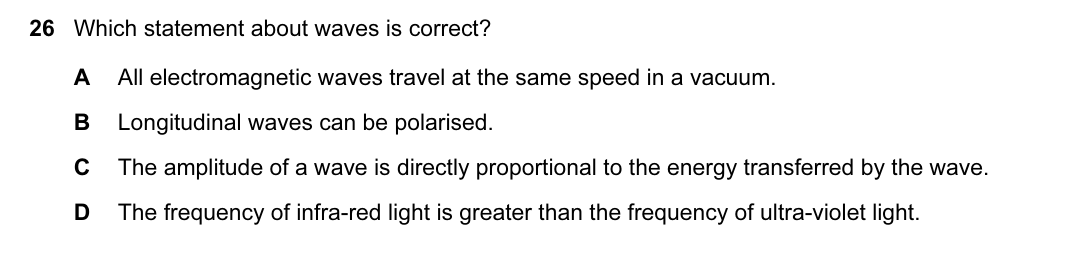 26 Which statement about waves is correct?
A All electromagnetic waves travel at the same speed in a vacuum.
B Longitudinal waves can be polarised.
C The amplitude of a wave is directly proportional to the energy transferred by the wave.
D The frequency of infra-red light is greater than the frequency of ultra-violet light.